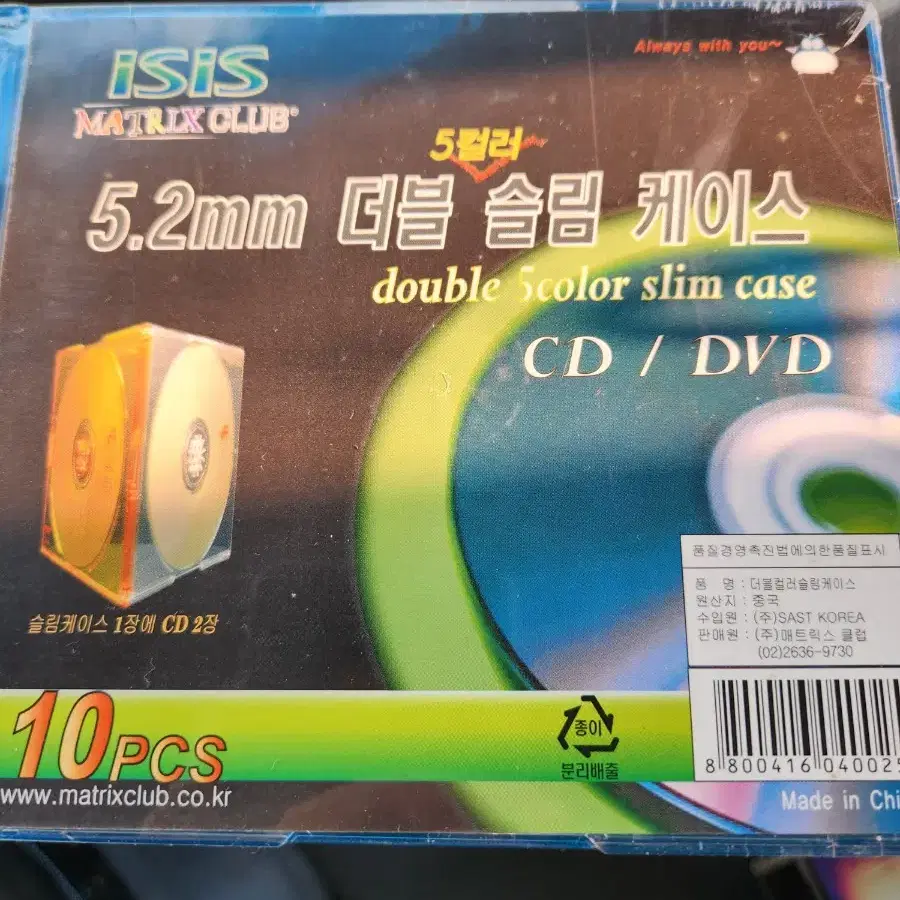 Always with you~
ISIS
MATRIX CLUB
5컬러
5.2mm 더블 슬림 케이스
double 5color slim case
CD / DVD
슬림케이스 1장에 CD 2장
품질경영촉진법에의한품질표시
품 명 : 더블컬러슬림케이스
원산지 : 중국
수입원 : (주)SAST KOREA
판매원 : (주)매트릭스 클럽
(02)2636-9730
10PCS
종이
분리배출
8 800416 04002
www.matrixclub.co.kr
Made in Chi